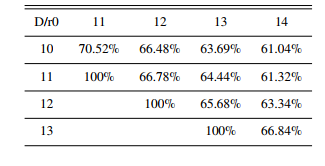 D/r0 11 12 13 14
10 70.52% 66.48% 63.69% 61.04%
11 100% 66.78% 64.44% 61.32%
12 100% 65.68% 63.34%
13 100% 66.84%